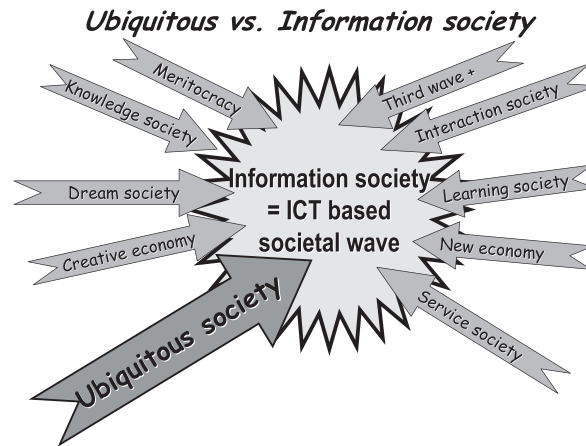 Ubiquitous vs. Information society
Meritocracy
Third wave +
Knowledge society
Interaction society
Information society
= ICT based
societal wave
Dream society
Learning society
Creative economy
New economy
Ubiquitous society
Service society